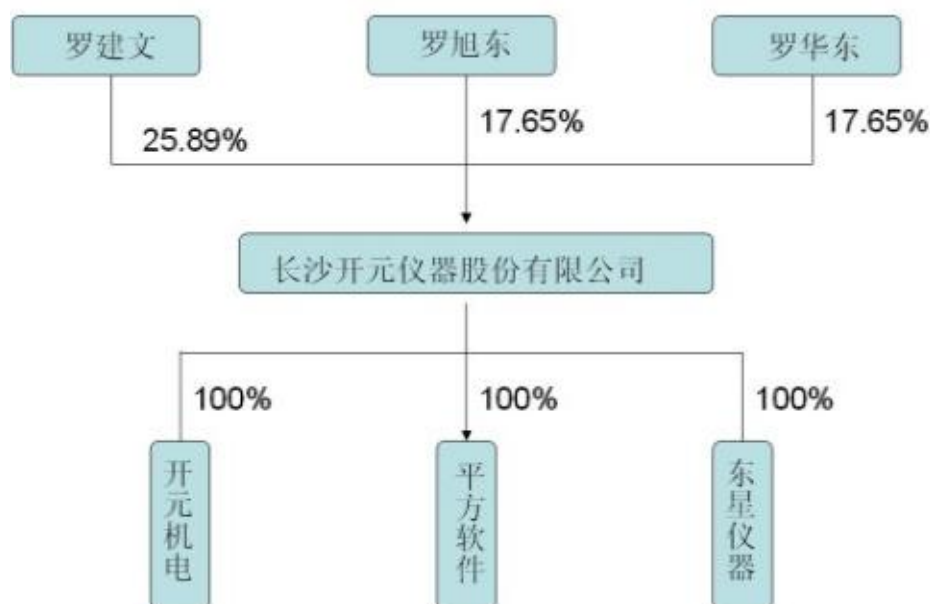 罗建文
罗旭东
罗华东
25.89%
17.65%
17.65%
长沙开元仪器股份有限公司
100%
100%
100%
开元机电
平方软件
东星仪器